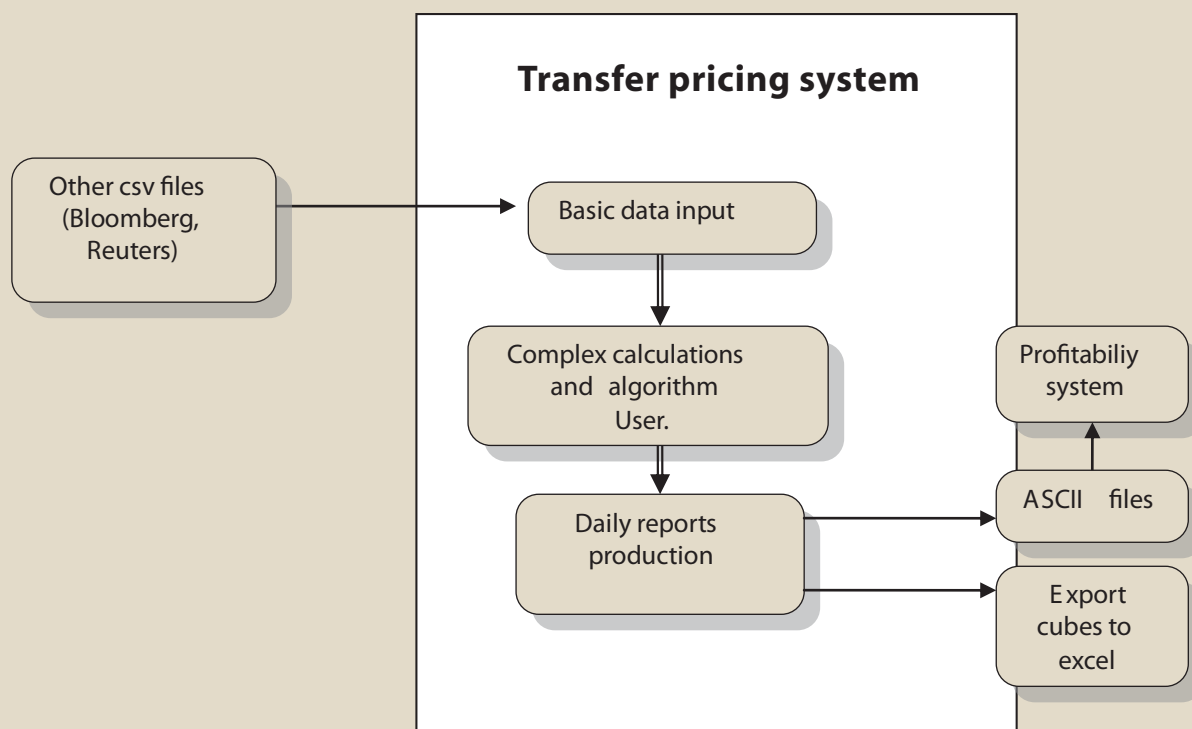 Transfer pricing system
Other csv files
(Bloomberg,
Reuters)
Basic data input
Complex calculations
and algorithm
User.
Profitabiliy
system
Daily reports
production
ASCII files
Export
cubes to
excel